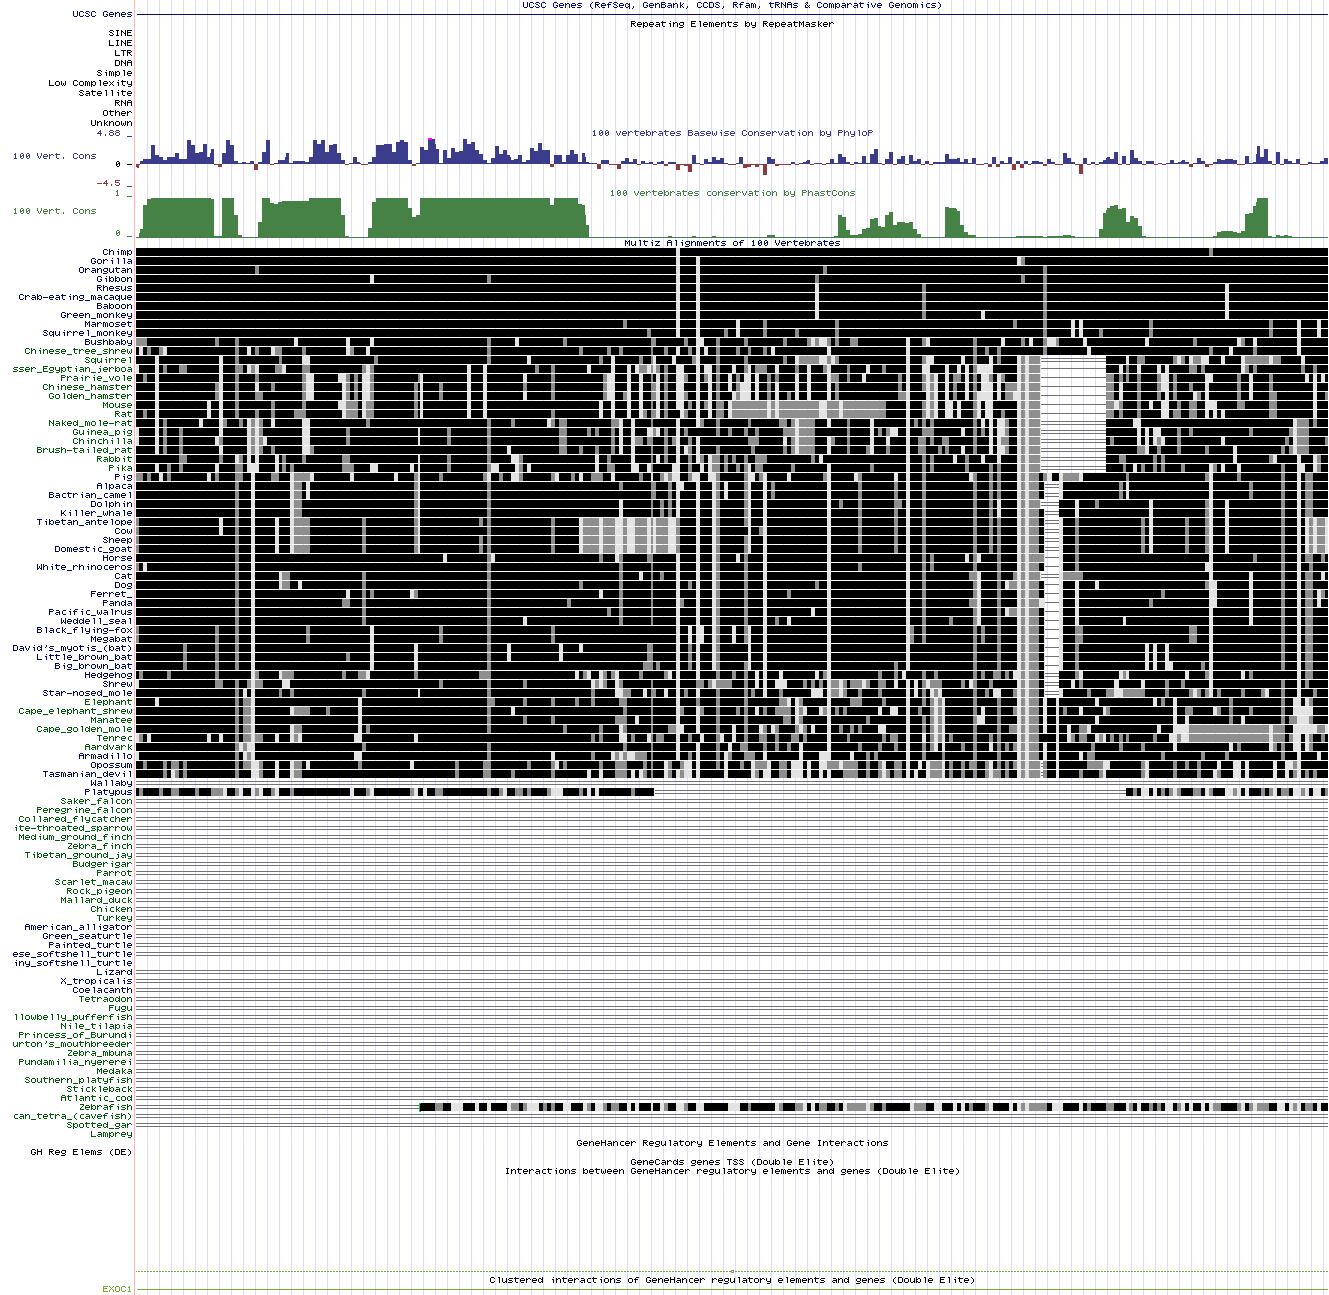 UCSC Genes (RefSeq, GenBank, CCDS, Rfam, tRNAs & Comparative Genomics)
UCSC Genes
Repeating Elements by RepeatMasker
SINE
LINE
LTR
DNA
Simple
Low Complexity
Satellite
RNA
Other
Unknown
100 vertebrates Basewise Conservation by PhyloP
4.88 _
100 Vert. Cons
0 _
-4.5 _
100 vertebrates conservation by PhastCons
1 _
100 Vert. Cons
0 _
Multiz Alignments of 100 Vertebrates
Chimp
Gorilla
Orangutan
Gibbon
Rhesus
Crab-eating_macaque
Baboon
Green_monkey
Marmoset
Squirrel_monkey
Bushbaby
Chinese_tree_shrew
Squirrel
sser_Egyptian_jerboa
Prairie_vole
Chinese_hamster
Golden_hamster
Mouse
Rat
Naked_mole-rat
Guinea_pig
Chinchilla
Brush-tailed_rat
Rabbit
Pika
Pig
Alpaca
Bactrian_camel
Dolphin
Killer_whale
Tibetan_antelope
Cow
Sheep
Domestic_goat
Horse
White_rhinoceros
Cat
Dog
Ferret_
Panda
Pacific_walrus
Weddell_seal
Black_flying-fox
Megabat
David's_myotis_(bat)
Little_brown_bat
Big_brown_bat
Hedgehog
Shrew
Star-nosed_mole
Elephant
Cape_elephant_shrew
Manatee
Cape_golden_mole
Tenrec
Aardvark
Armadillo
Opossum
Tasmanian_devil
Wallaby
Platypus
Saker_falcon
Peregrine_falcon
Collared_flycatcher
ite-throated_sparrow
Medium_ground_finch
Zebra_finch
Tibetan_ground_jay
Budgerigar
Parrot
Scarlet_macaw
Rock_pigeon
Mallard_duck
Chicken
Turkey
American_alligator
Green_seaturtle
Painted_turtle
ese_softshell_turtle
iny_softshell_turtle
Lizard
X_tropicalis
Coelacanth
Tetraodon
Fugu
llowbelly_pufferfish
Nile_tilapia
Princess_of_Burundi
urton's_mouthbreeder
Zebra_mbuna
Pundamilia_nyererei
Medaka
Southern_platyfish
Stickleback
Atlantic_cod
Zebrafish
can_tetra_(cavefish)
Spotted_gar
Lamprey
GeneHancer Regulatory Elements and Gene Interactions
GH Reg Elems (DE)
GeneCards genes TSS (Double Elite)
Interactions between GeneHancer regulatory elements and genes (Double Elite)
Clustered interactions of GeneHancer regulatory elements and genes (Double Elite)
EXOC1